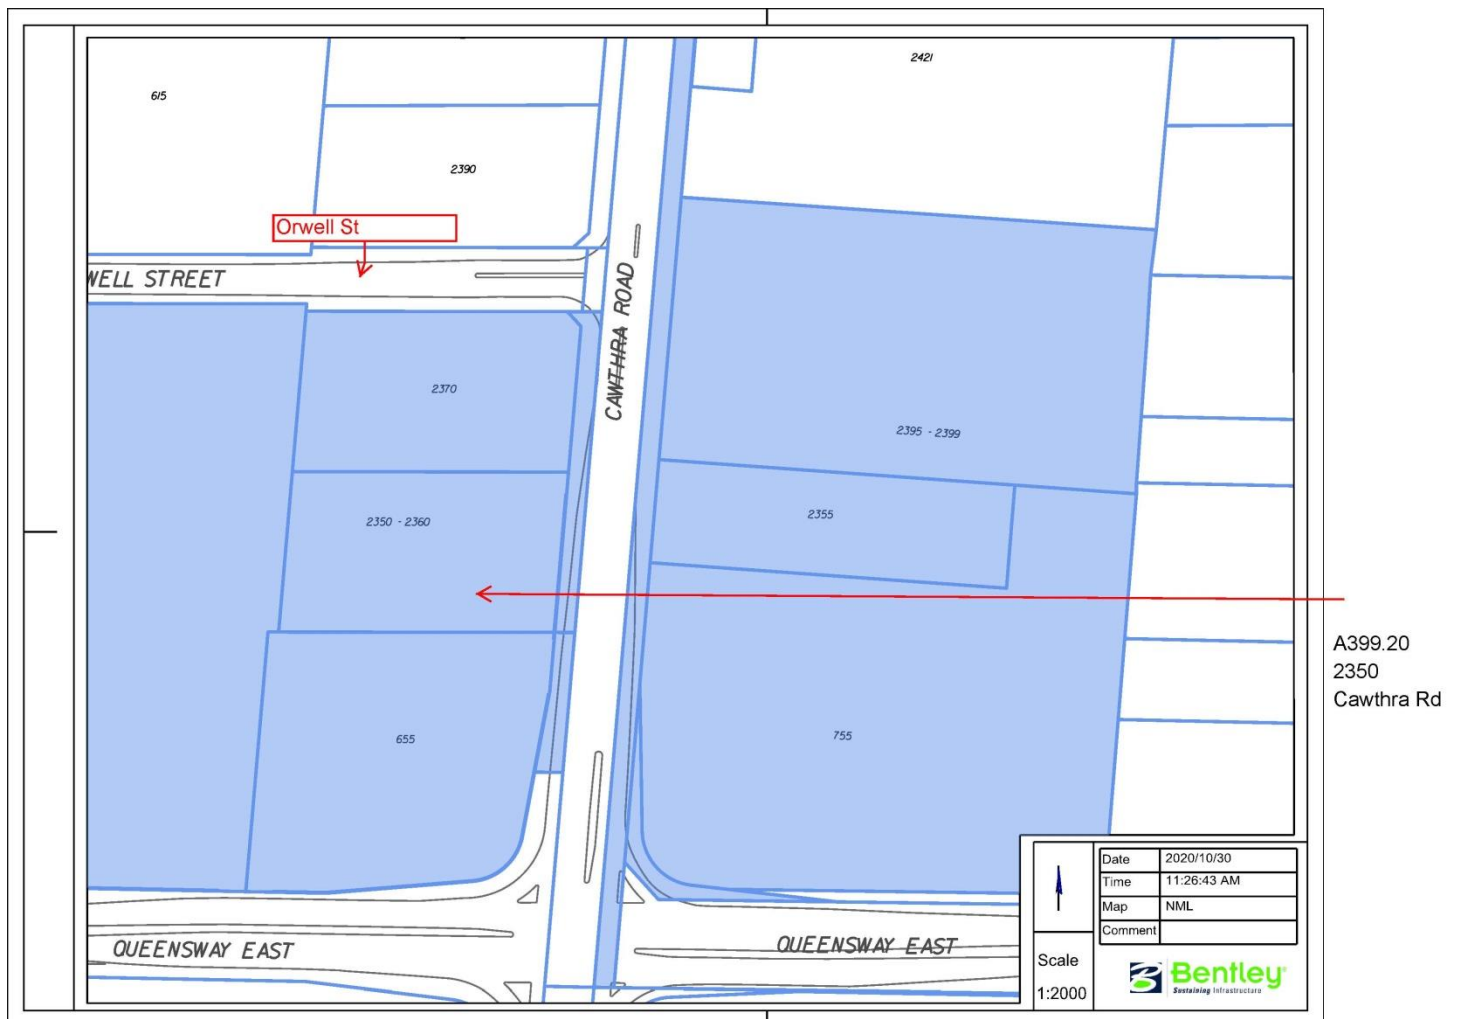 2421
615
2390
Orwell St
WELL STREET
CAWTHRA ROAD
2370
2395 - 2399
2350 - 2360
2355
A399.20
2350
Cawthra Rd
655
755
Date 2020/10/30
Time 11:26:43 AM
Map NML
Comment
QUEENSWAY EAST
QUEENSWAY EAST
Scale
1:2000
Bentley
Sustaining Infrastructure